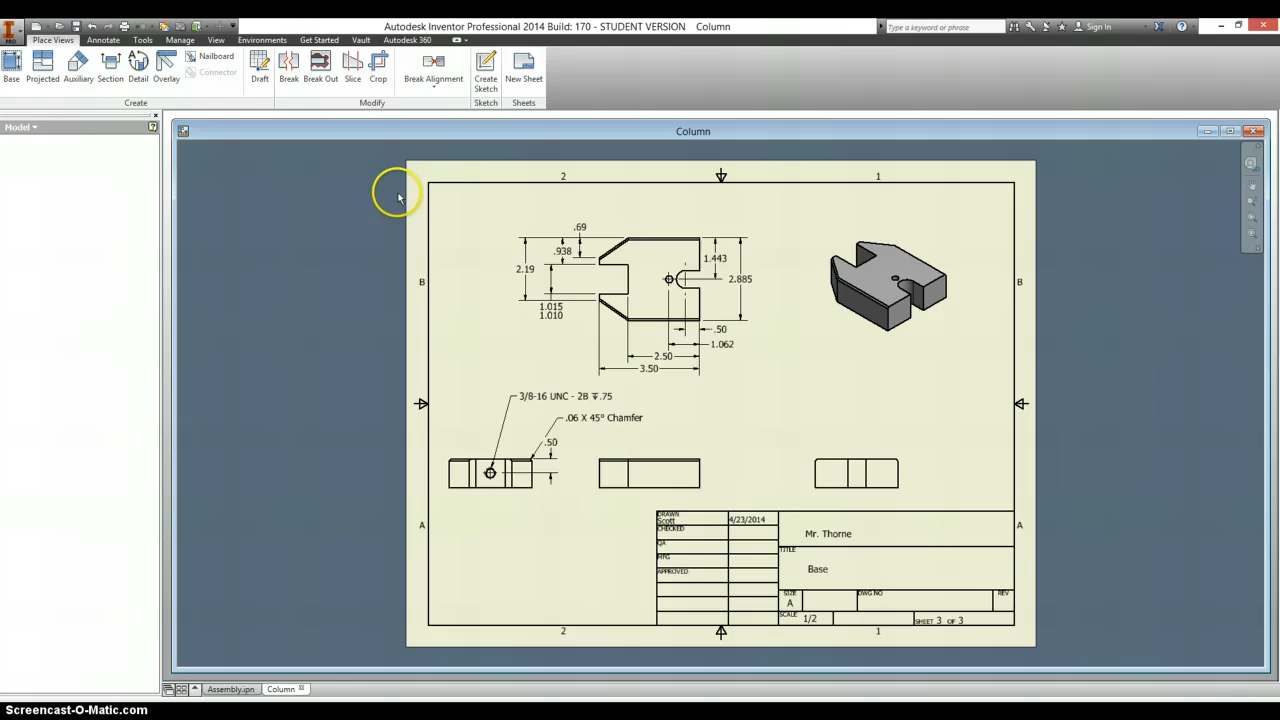 Autodesk Inventor Professional 2014 Build: 170 - STUDENT VERSION Column
Type a keyword or phrase
Sign In
PRO
Place Views Annotate Tools Manage View Environments Get Started Vault Autodesk 360
Base Projected Auxiliary Section Detail Overlay
Nailboard
Connector
Draft Break Break Out Slice Crop Break Alignment Create Sketch New Sheet
Create Modify Sketch Sheets
Model
Column
2 1
.69
.938
2.19
1.443
2.885
B B
1.015
1.010
.50
1.062
2.50
3.50
3/8-16 UNC - 2B ↧.75
.06 X 45° Chamfer
.50
A A
DRAWN
Scott
4/23/2014
CHECKED
QA
MFG
APPROVED
Mr. Thorne
TITLE
Base
SIZE
A
DWG NO
REV
SCALE
1/2
SHEET 3 OF 3
2 1
Assembly.ipn Column
Screencast-O-Matic.com